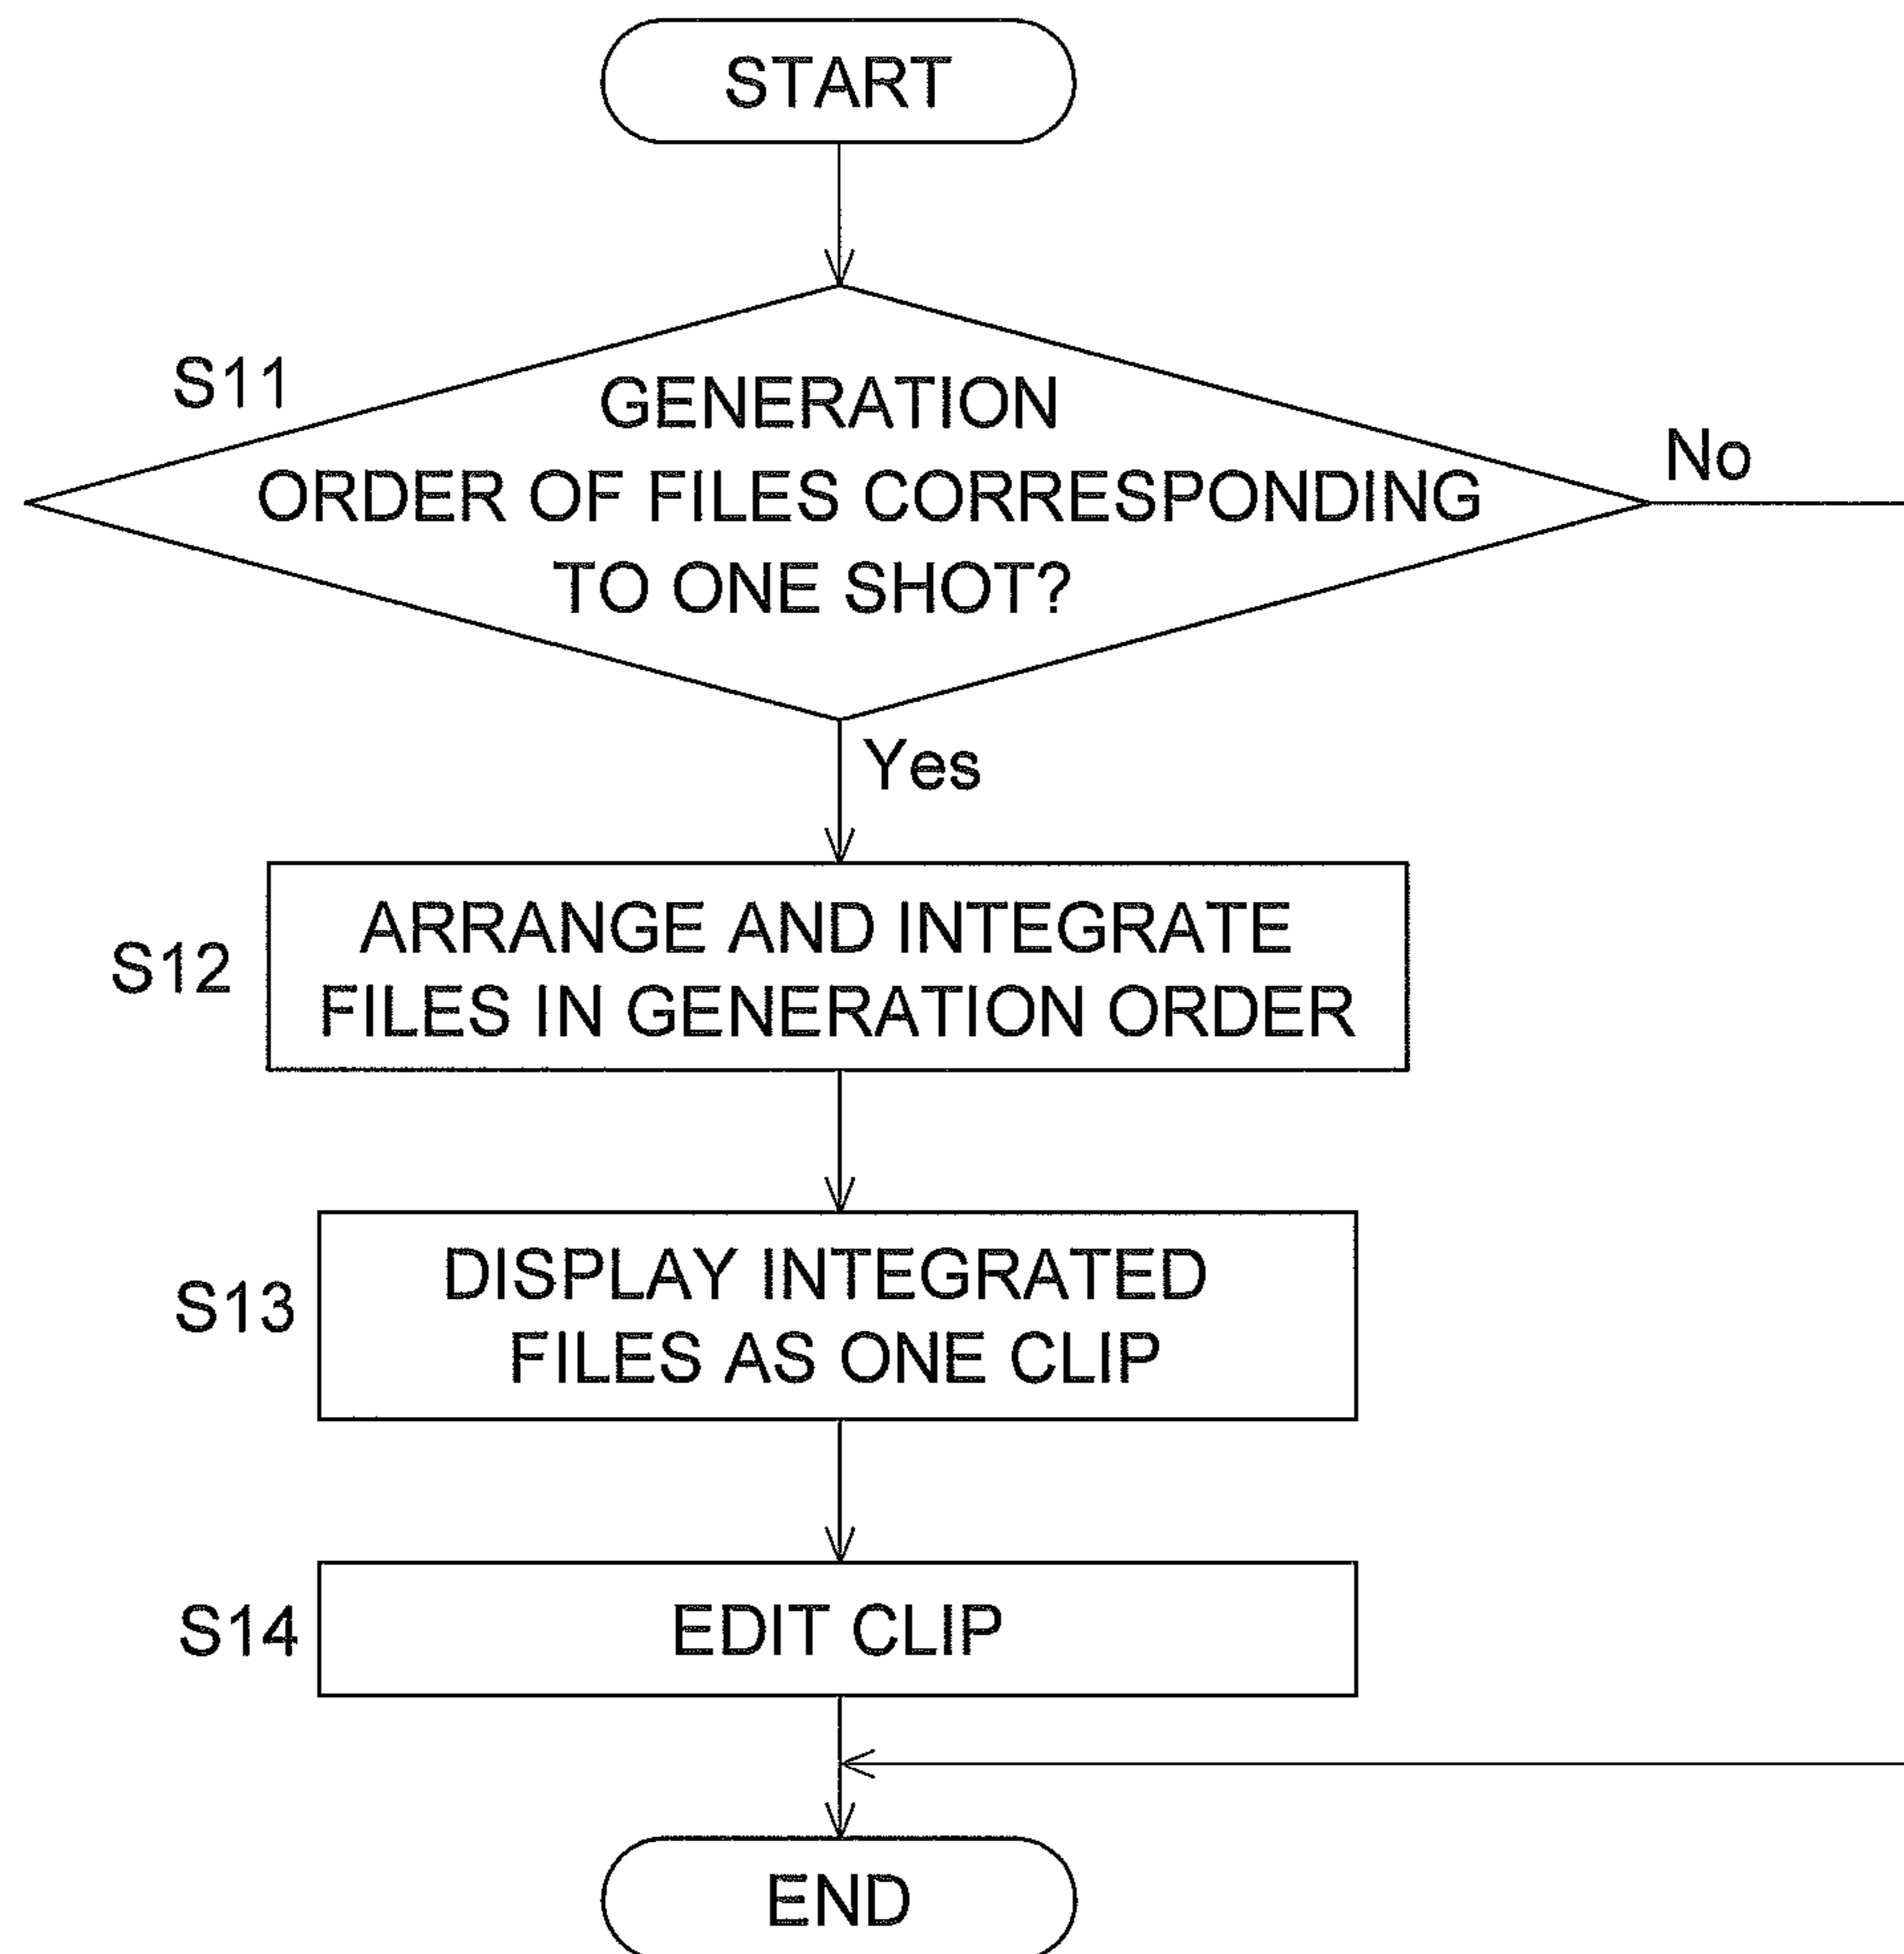 START
S11
GENERATION
ORDER OF FILES CORRESPONDING
TO ONE SHOT?
No
Yes
S12
ARRANGE AND INTEGRATE
FILES IN GENERATION ORDER
S13
DISPLAY INTEGRATED
FILES AS ONE CLIP
S14
EDIT CLIP
END